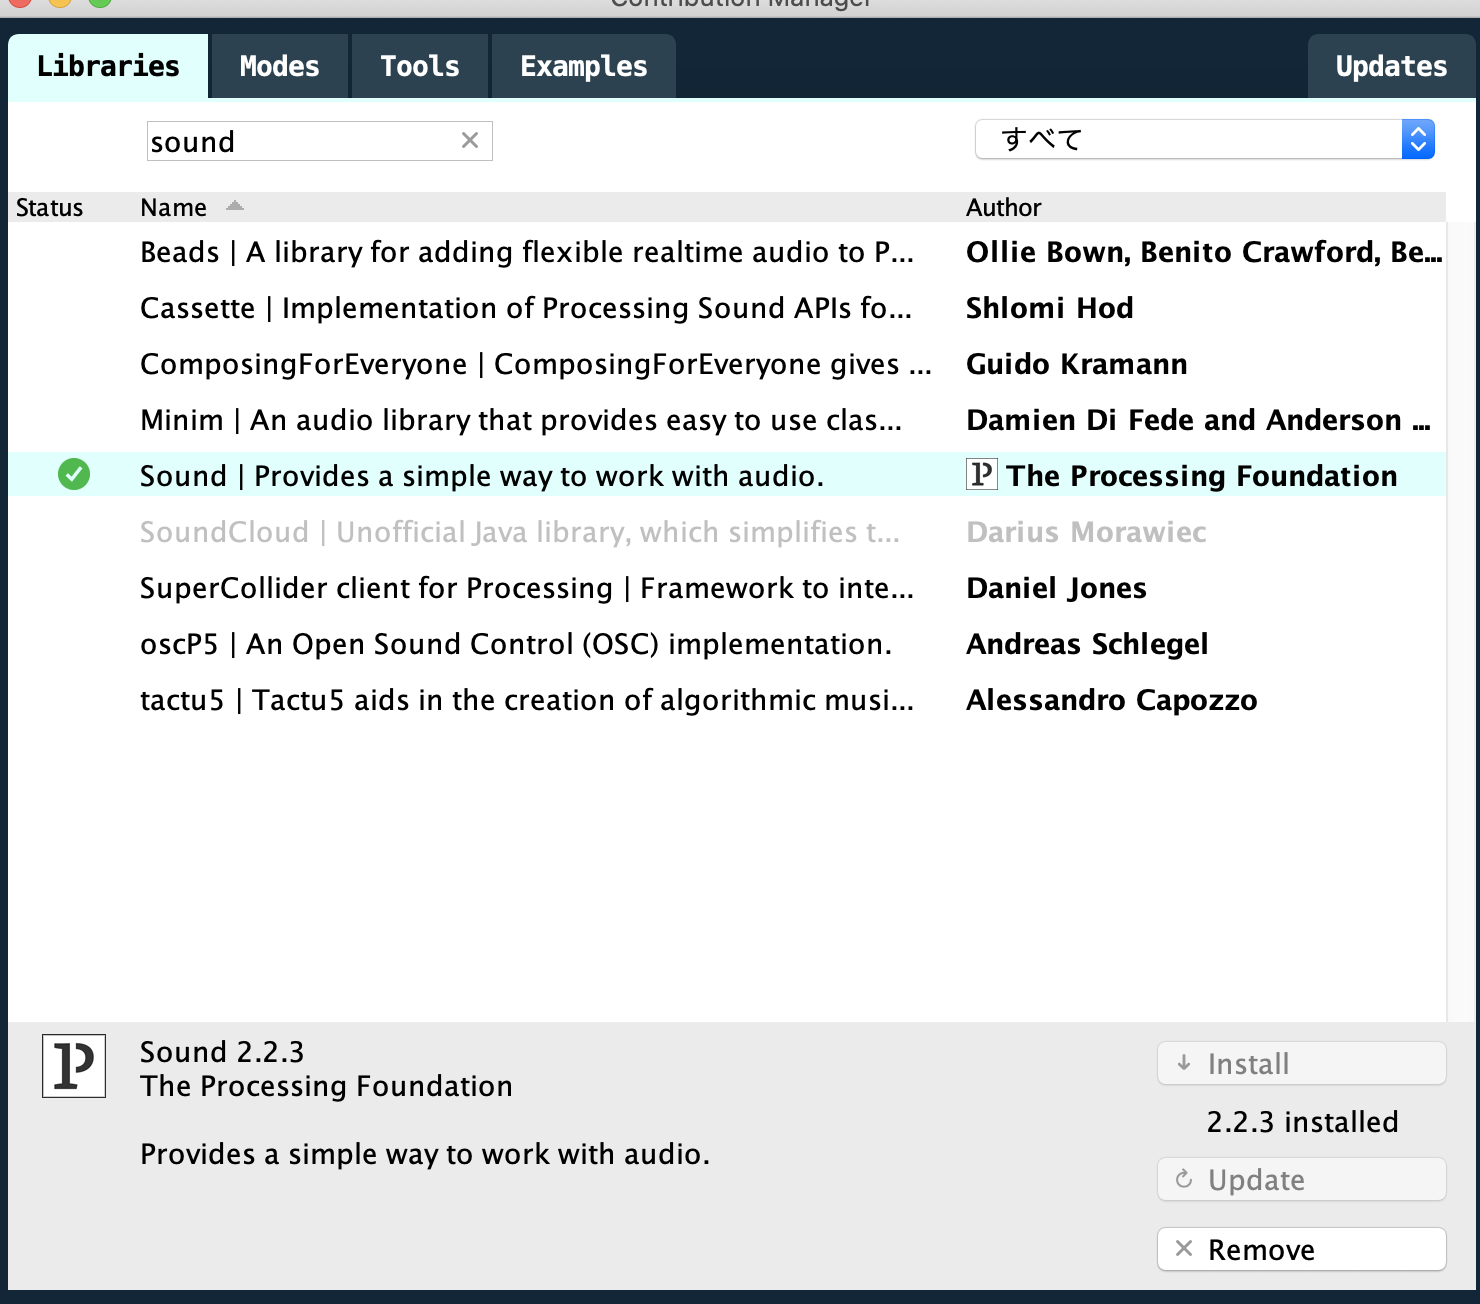 Contribution Manager
Libraries Modes Tools Examples Updates
sound すべて
Status Name Author
Beads | A library for adding flexible realtime audio to P... Ollie Bown, Benito Crawford, Be...
Cassette | Implementation of Processing Sound APIs fo... Shlomi Hod
ComposingForEveryone | ComposingForEveryone gives ... Guido Kramann
Minim | An audio library that provides easy to use clas... Damien Di Fede and Anderson ...
Sound | Provides a simple way to work with audio. P The Processing Foundation
SoundCloud | Unofficial Java library, which simplifies t... Darius Morawiec
SuperCollider client for Processing | Framework to inte... Daniel Jones
oscP5 | An Open Sound Control (OSC) implementation. Andreas Schlegel
tactu5 | Tactu5 aids in the creation of algorithmic musi... Alessandro Capozzo
P
Sound 2.2.3
The Processing Foundation
Provides a simple way to work with audio.
Install
2.2.3 installed
Update
Remove